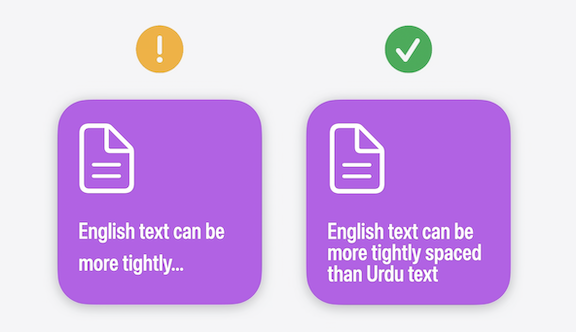 English text can be
more tightly...
English text can be
more tightly spaced
than Urdu text